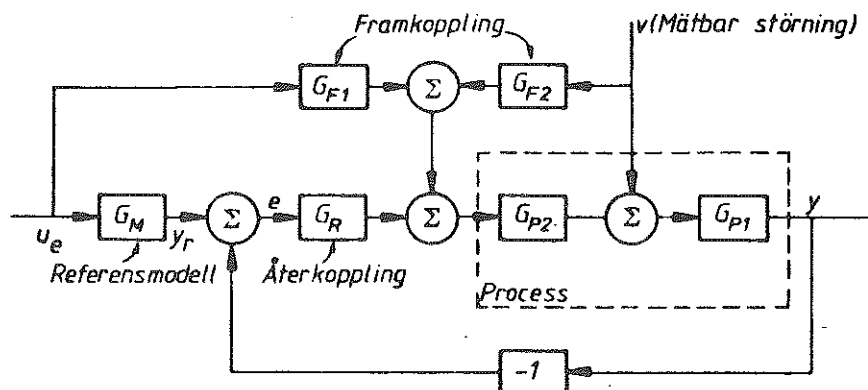 Framkoppling
v(Mätbar störning)
G_F1
Σ
G_F2
G_M
Σ
e
G_R
Σ
G_P2
Σ
G_P1
y
u_e
y_r
Referensmodell
Återkoppling
Process
-1